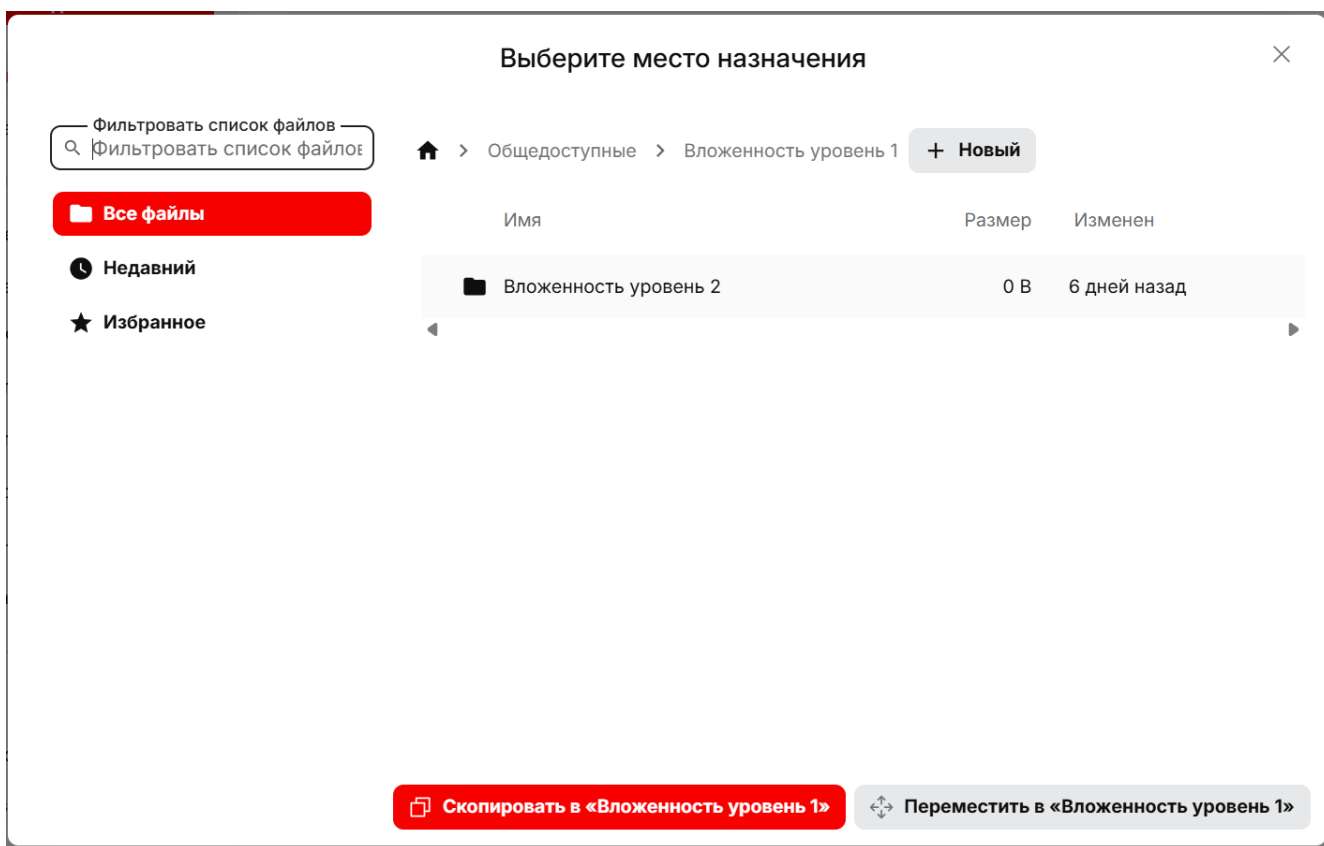 Выберите место назначения
Фильтровать список файлов
Фильтровать список файлов
Общедоступные > Вложенность уровень 1 + Новый
Все файлы
Недавний
Избранное
Имя Размер Изменен
Вложенность уровень 2 0 B 6 дней назад
Скопировать в «Вложенность уровень 1» Переместить в «Вложенность уровень 1»